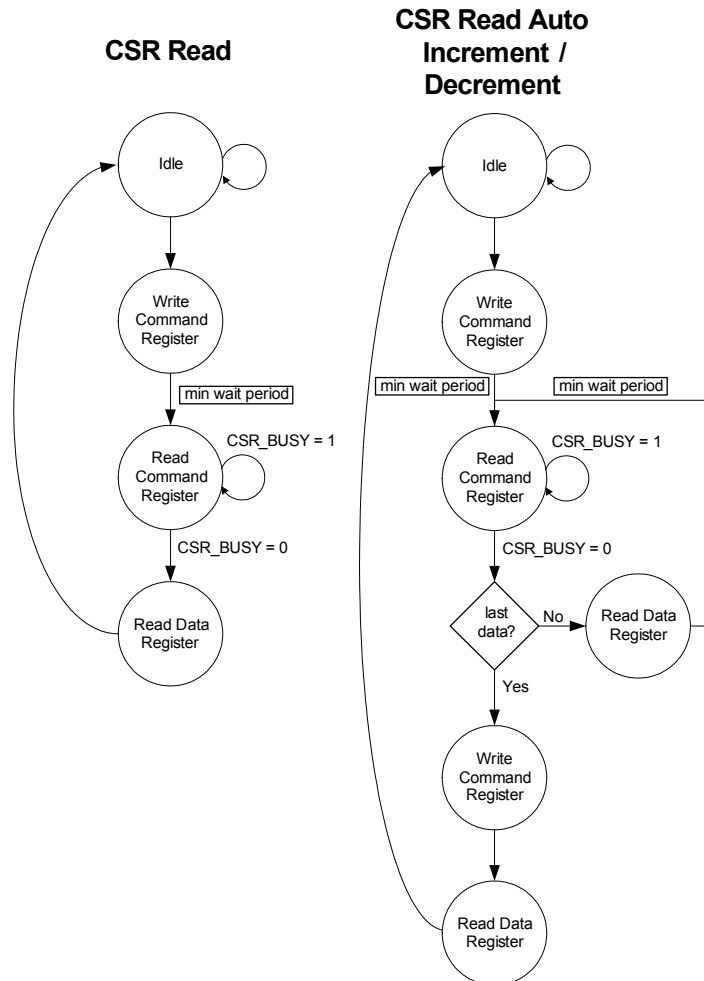 CSR Read
Idle
Write
Command
Register
min wait period
Read
Command
Register
CSR_BUSY = 1
CSR_BUSY = 0
Read Data
Register
CSR Read Auto
Increment /
Decrement
Idle
Write
Command
Register
min wait period
min wait period
Read
Command
Register
CSR_BUSY = 1
CSR_BUSY = 0
last
data?
No
Read Data
Register
Yes
Write
Command
Register
Read Data
Register